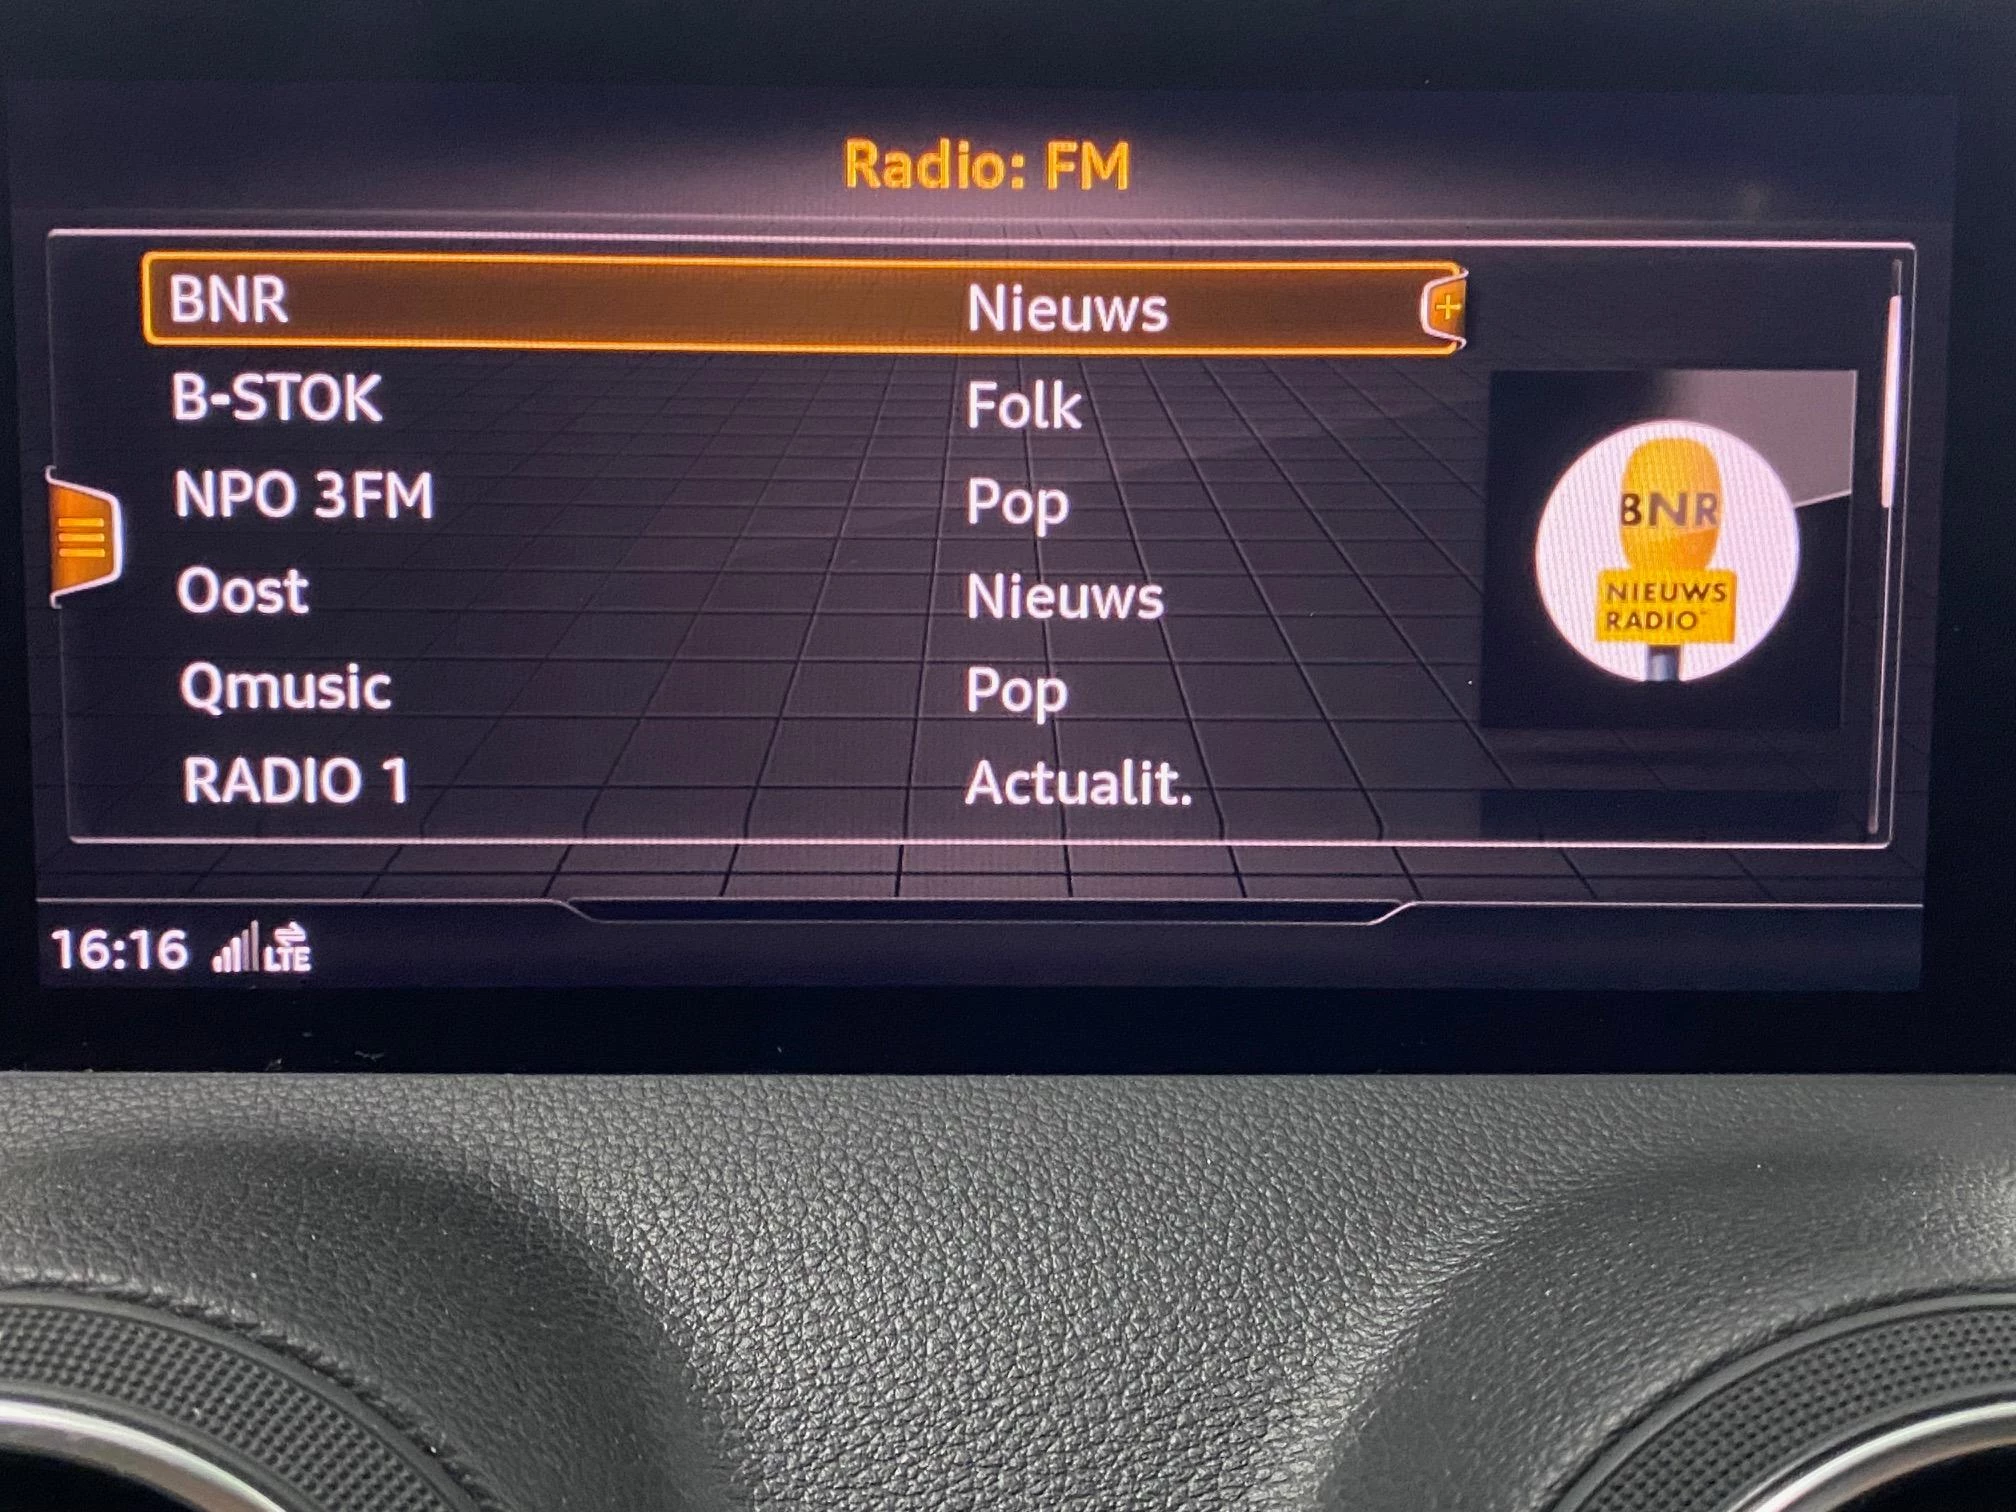 Radio: FM
BNR Nieuws
B-STOK Folk
NPO 3FM Pop
Oost Nieuws
Qmusic Pop
RADIO 1 Actualit.
BNR
NIEUWS
RADIO
16:16 LTE